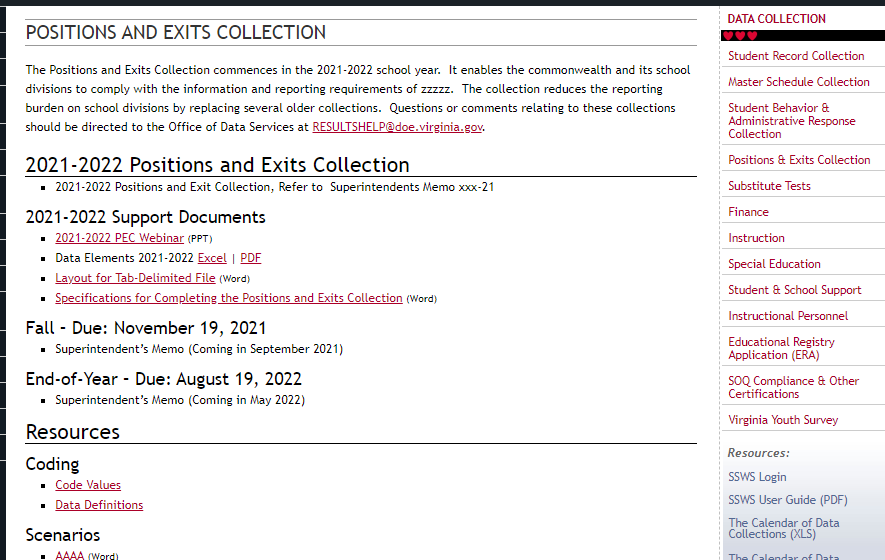 POSITIONS AND EXITS COLLECTION
The Positions and Exits Collection commences in the 2021-2022 school year. It enables the commonwealth and its school
divisions to comply with the information and reporting requirements of zzzzz. The collection reduces the reporting
burden on school divisions by replacing several older collections. Questions or comments relating to these collections
should be directed to the Office of Data Services at RESULTSHELP@doe.virginia.gov.
2021-2022 Positions and Exits Collection
2021-2022 Positions and Exit Collection, Refer to Superintendents Memo xxx-21
2021-2022 Support Documents
2021-2022 PEC Webinar (PPT)
Data Elements 2021-2022 Excel | PDF
Layout for Tab-Delimited File (Word)
Specifications for Completing the Positions and Exits Collection (Word)
Fall - Due: November 19, 2021
Superintendent's Memo (Coming in September 2021)
End-of-Year - Due: August 19, 2022
Superintendent's Memo (Coming in May 2022)
Resources
Coding
Code Values
Data Definitions
Scenarios
AAAA (Word)
DATA COLLECTION
Student Record Collection
Master Schedule Collection
Student Behavior &
Administrative Response
Collection
Positions & Exits Collection
Substitute Tests
Finance
Instruction
Special Education
Student & School Support
Instructional Personnel
Educational Registry
Application (ERA)
SOQ Compliance & Other
Certifications
Virginia Youth Survey
Resources:
SSWS Login
SSWS User Guide (PDF)
The Calendar of Data
Collections (XLS)
The Calendar of Data